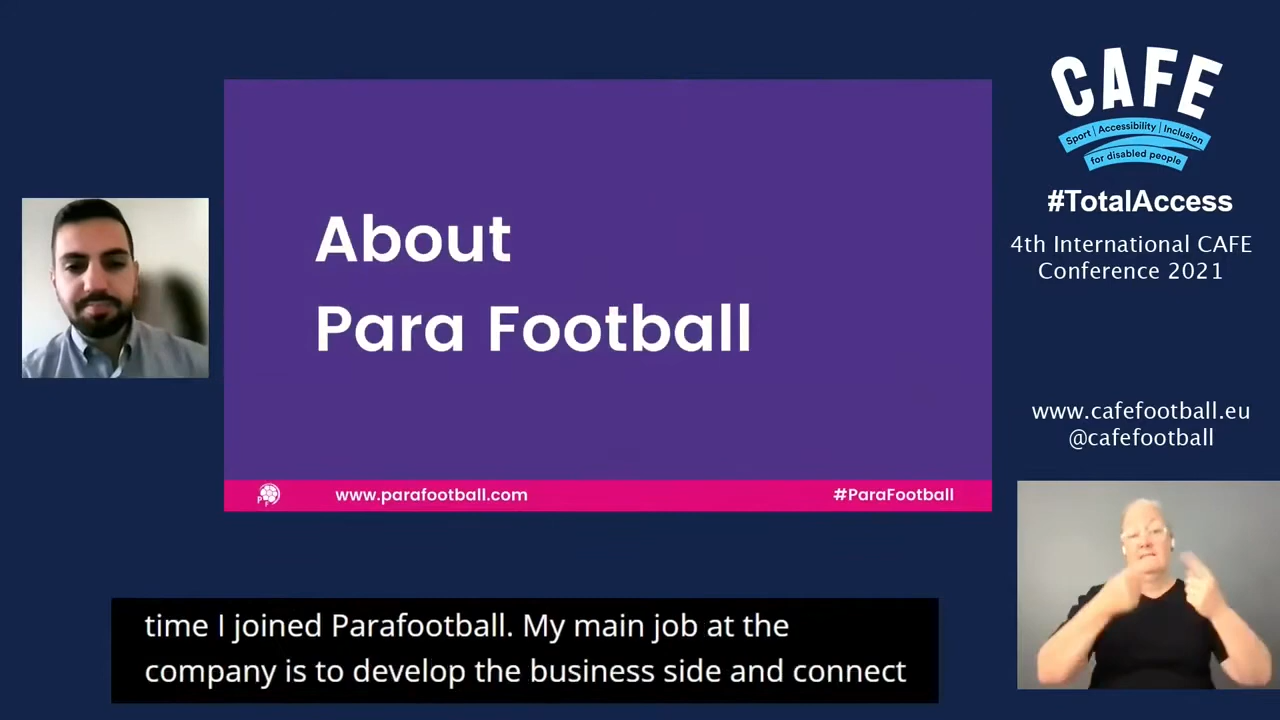 CAFE
Sport | Accessibility | Inclusion
for disabled people
#TotalAccess
4th International CAFE
Conference 2021
About
Para Football
www.cafefootball.eu
@cafefootball
PF
www.parafootball.com
#ParaFootball
time I joined Parafootball. My main job at the
company is to develop the business side and connect